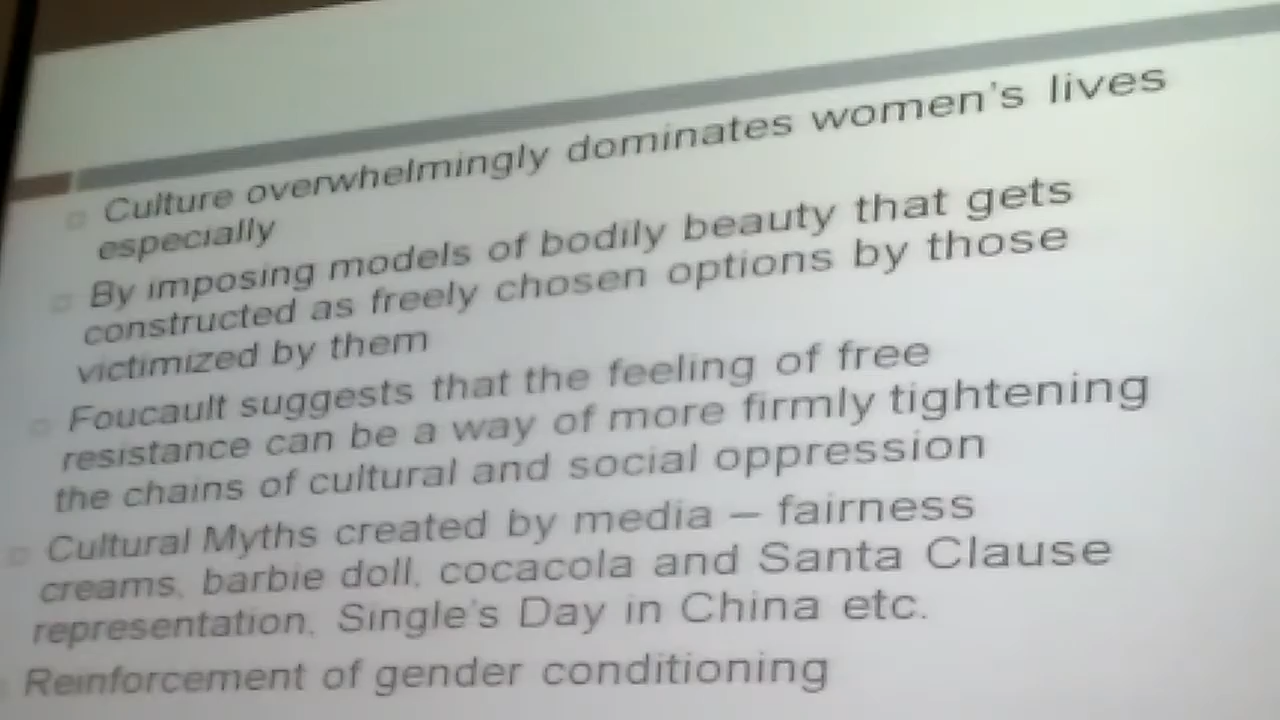 Culture overwhelmingly dominates women's lives
especially
By imposing models of bodily beauty that gets
constructed as freely chosen options by those
victimized by them
Foucault suggests that the feeling of free
resistance can be a way of more firmly tightening
the chains of cultural and social oppression
Cultural Myths created by media – fairness
creams, barbie doll, cocacola and Santa Clause
representation, Single's Day in China etc.
Reinforcement of gender conditioning